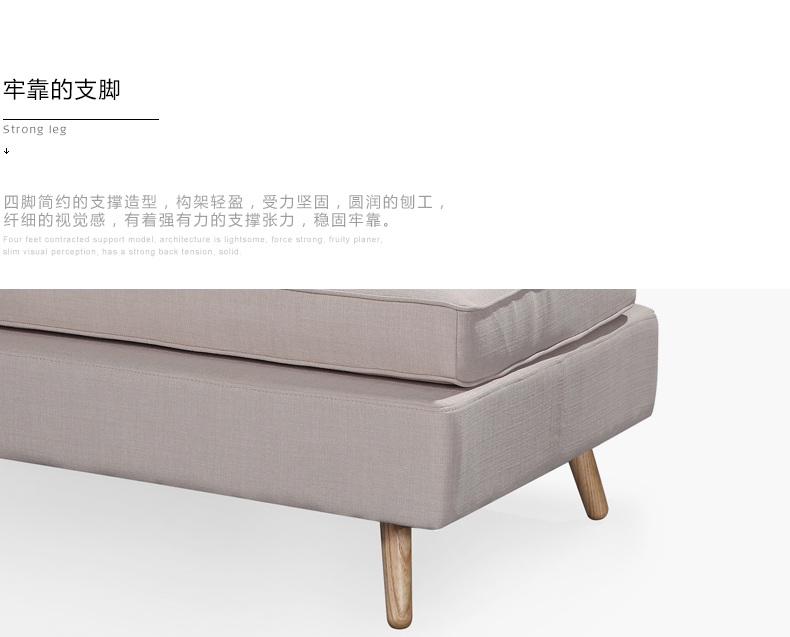 牢靠的支脚
Strong leg
四脚简约的支撑造型，构架轻盈，受力坚固，圆润的刨工，
纤细的视觉感，有着强有力的支撑张力，稳固牢靠。
Four feet contracted support model, architecture is lightsome, force strong, fruity planer,
slim visual perception, has a strong back tension, solid.